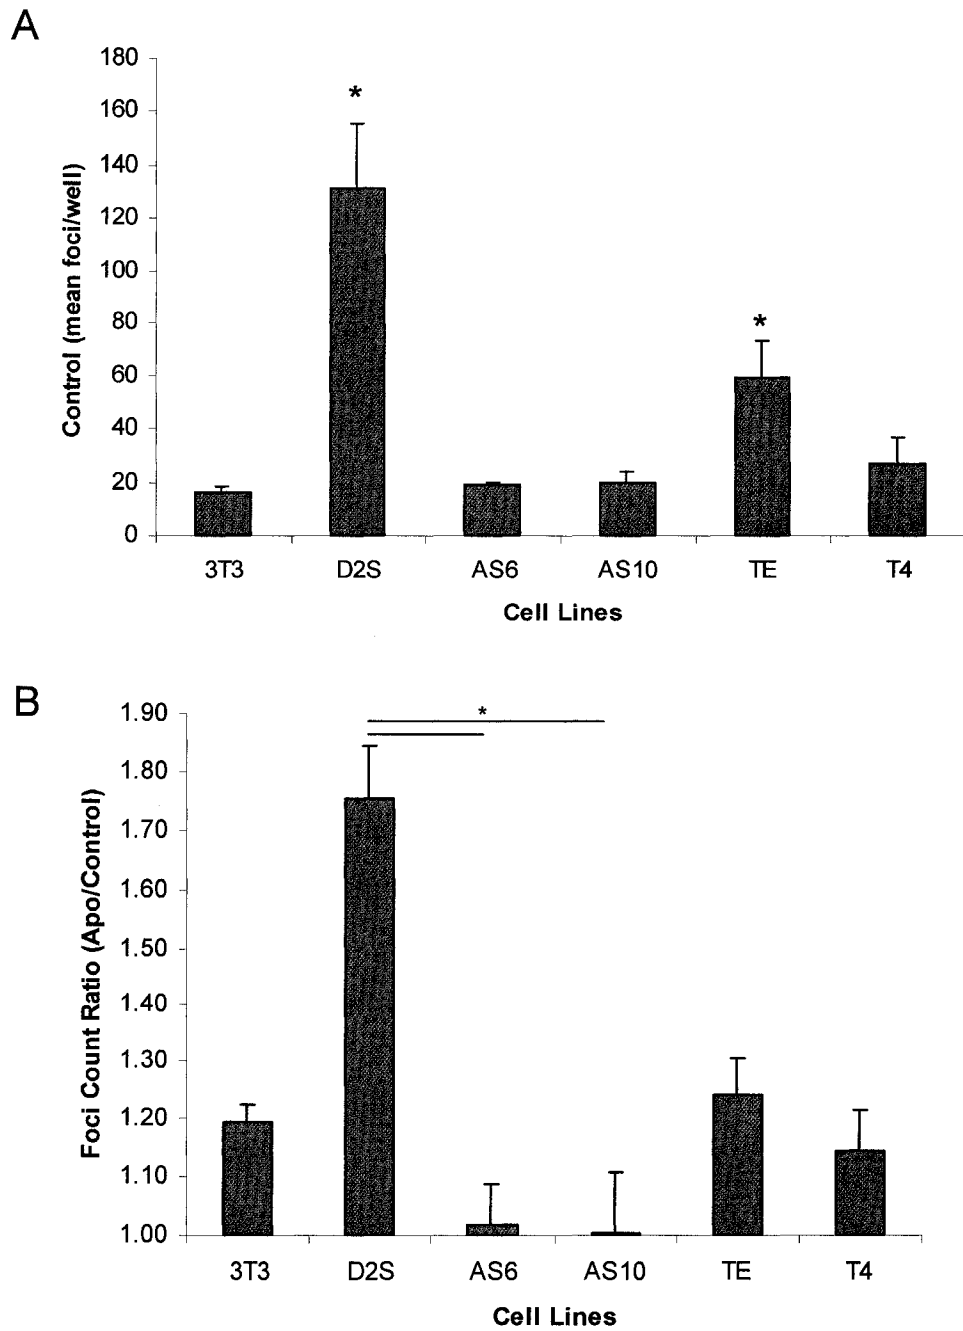 A
Control (mean foci/well)
180
160
140
120
100
80
60
40
20
0
*
*
3T3 D2S AS6 AS10 TE T4
Cell Lines
B
Foci Count Ratio (Apo/Control)
1.90
1.80
1.70
1.60
1.50
1.40
1.30
1.20
1.10
1.00
*
3T3 D2S AS6 AS10 TE T4
Cell Lines